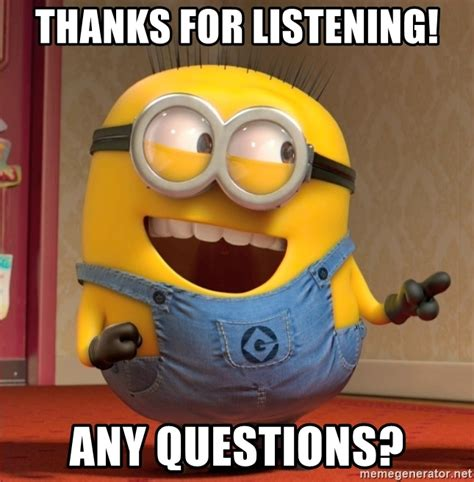 THANKS FOR LISTENING!
G
ANY QUESTIONS?
memegenerator.net